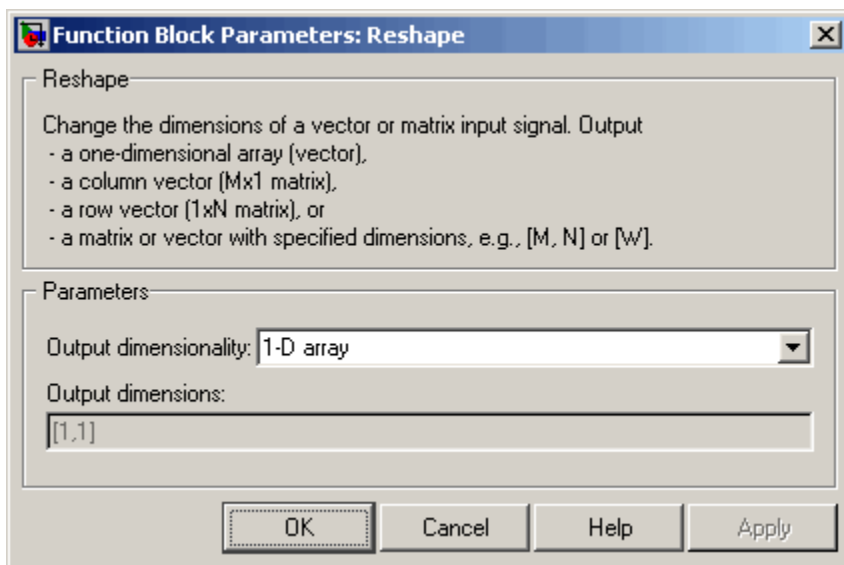 Function Block Parameters: Reshape
Reshape
Change the dimensions of a vector or matrix input signal. Output
- a one-dimensional array (vector),
- a column vector (Mx1 matrix),
- a row vector (1xN matrix), or
- a matrix or vector with specified dimensions, e.g., [M, N] or [W].
Parameters
Output dimensionality: 1-D array
Output dimensions:
[1,1]
OK Cancel Help Apply